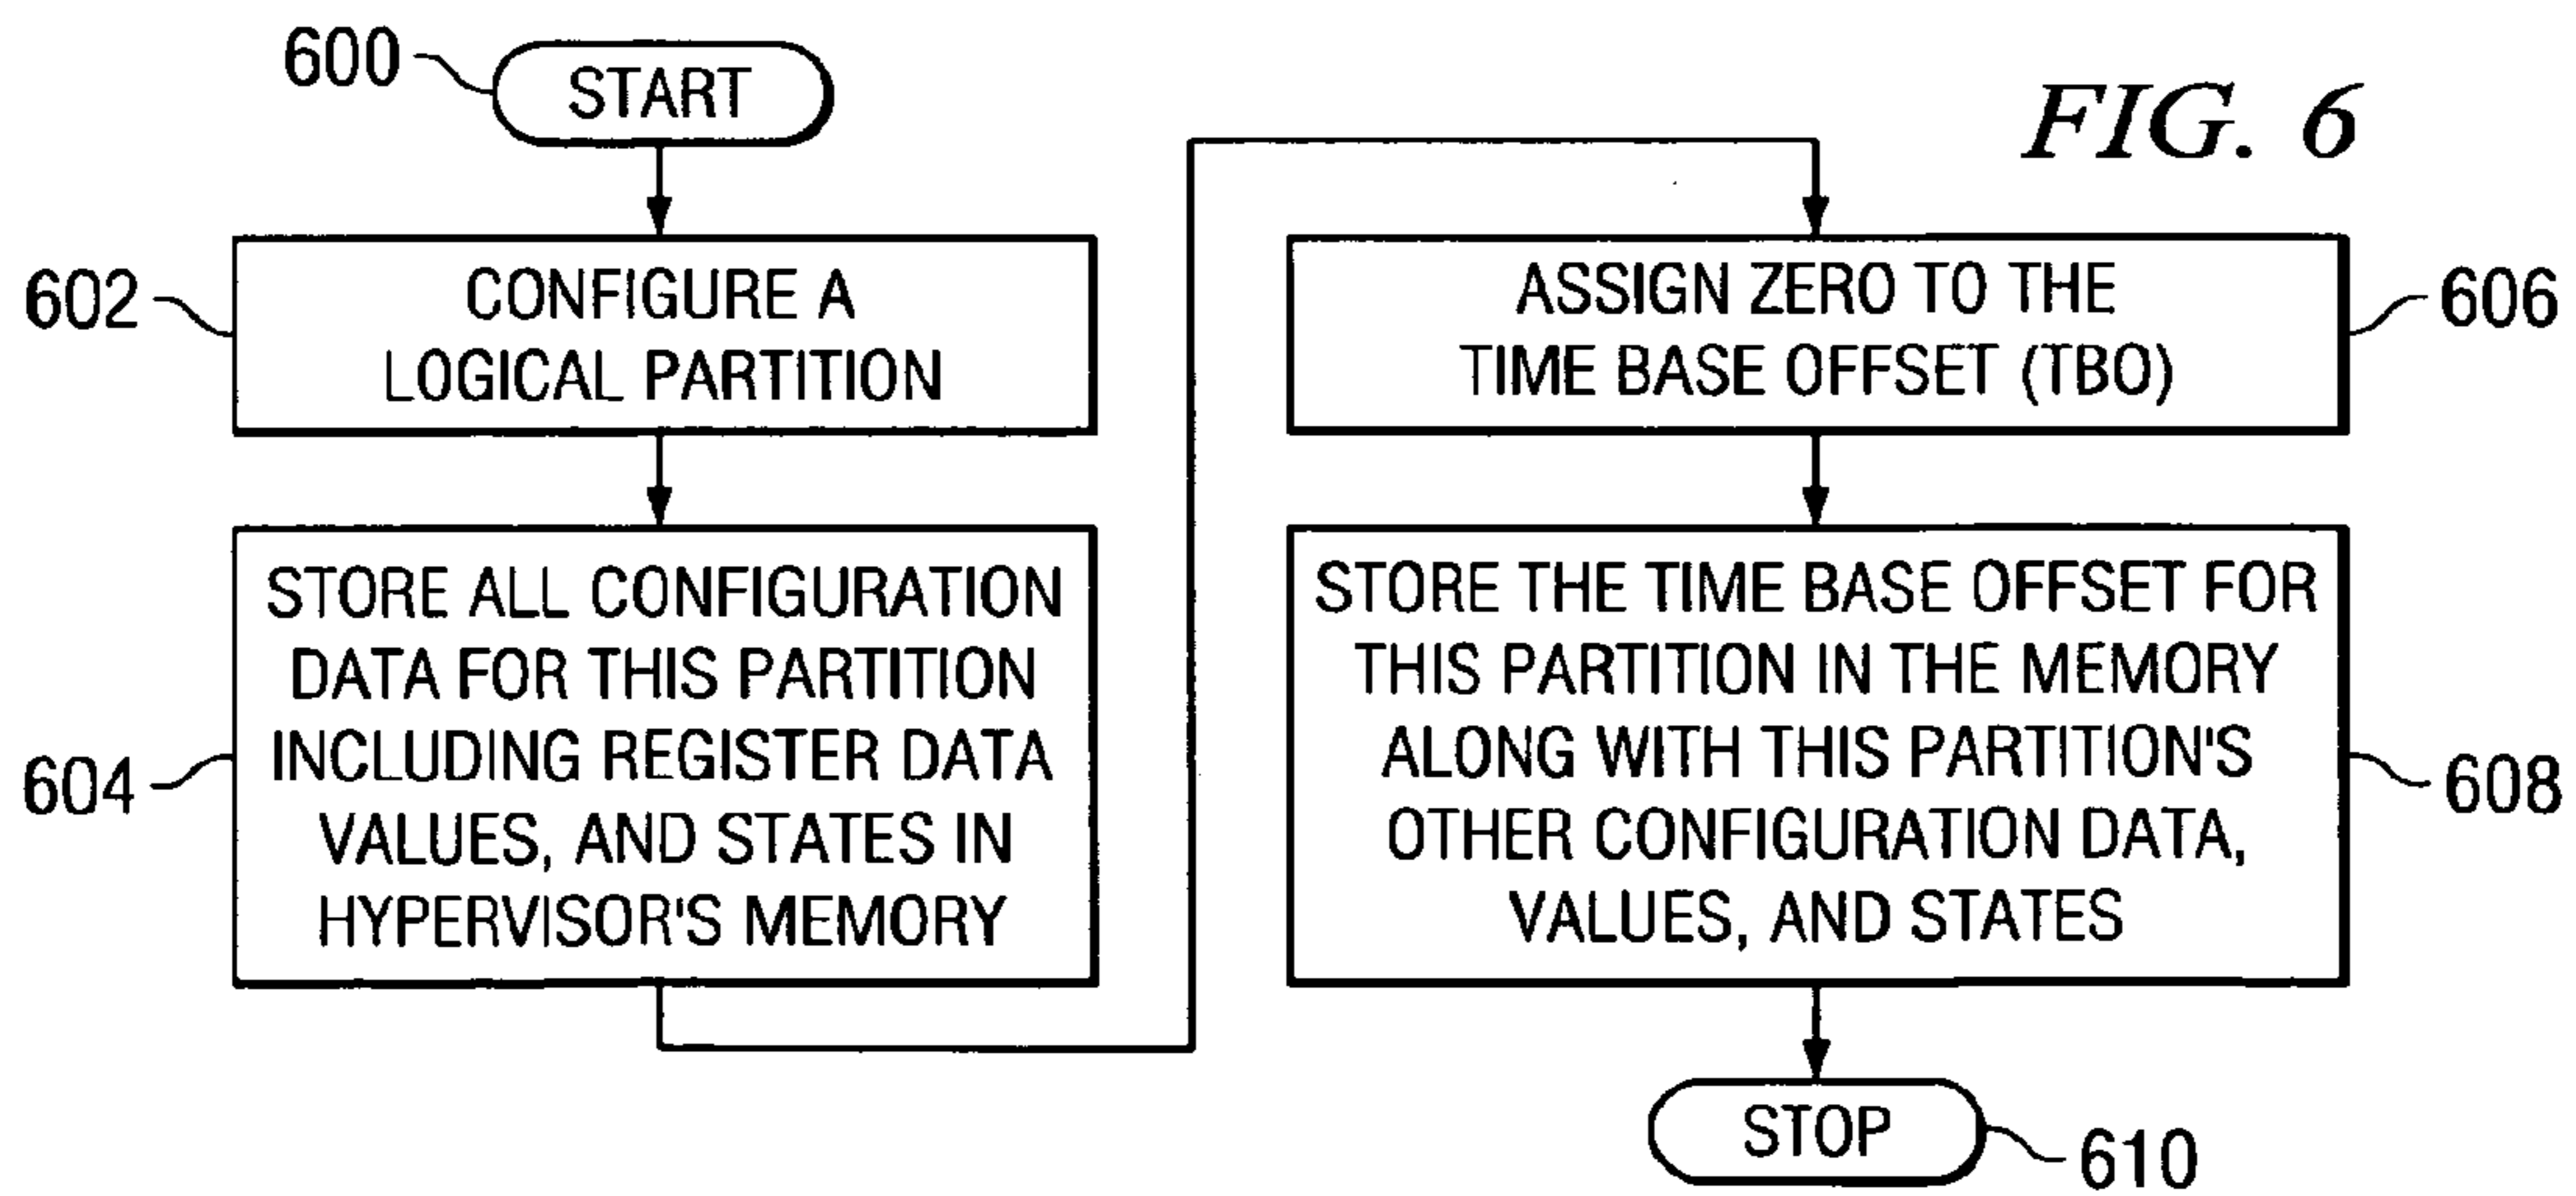 FIG. 6
600
START
602
CONFIGURE A
LOGICAL PARTITION
604
STORE ALL CONFIGURATION
DATA FOR THIS PARTITION
INCLUDING REGISTER DATA
VALUES, AND STATES IN
HYPERVISOR'S MEMORY
606
ASSIGN ZERO TO THE
TIME BASE OFFSET (TBO)
608
STORE THE TIME BASE OFFSET FOR
THIS PARTITION IN THE MEMORY
ALONG WITH THIS PARTITION'S
OTHER CONFIGURATION DATA,
VALUES, AND STATES
STOP
610